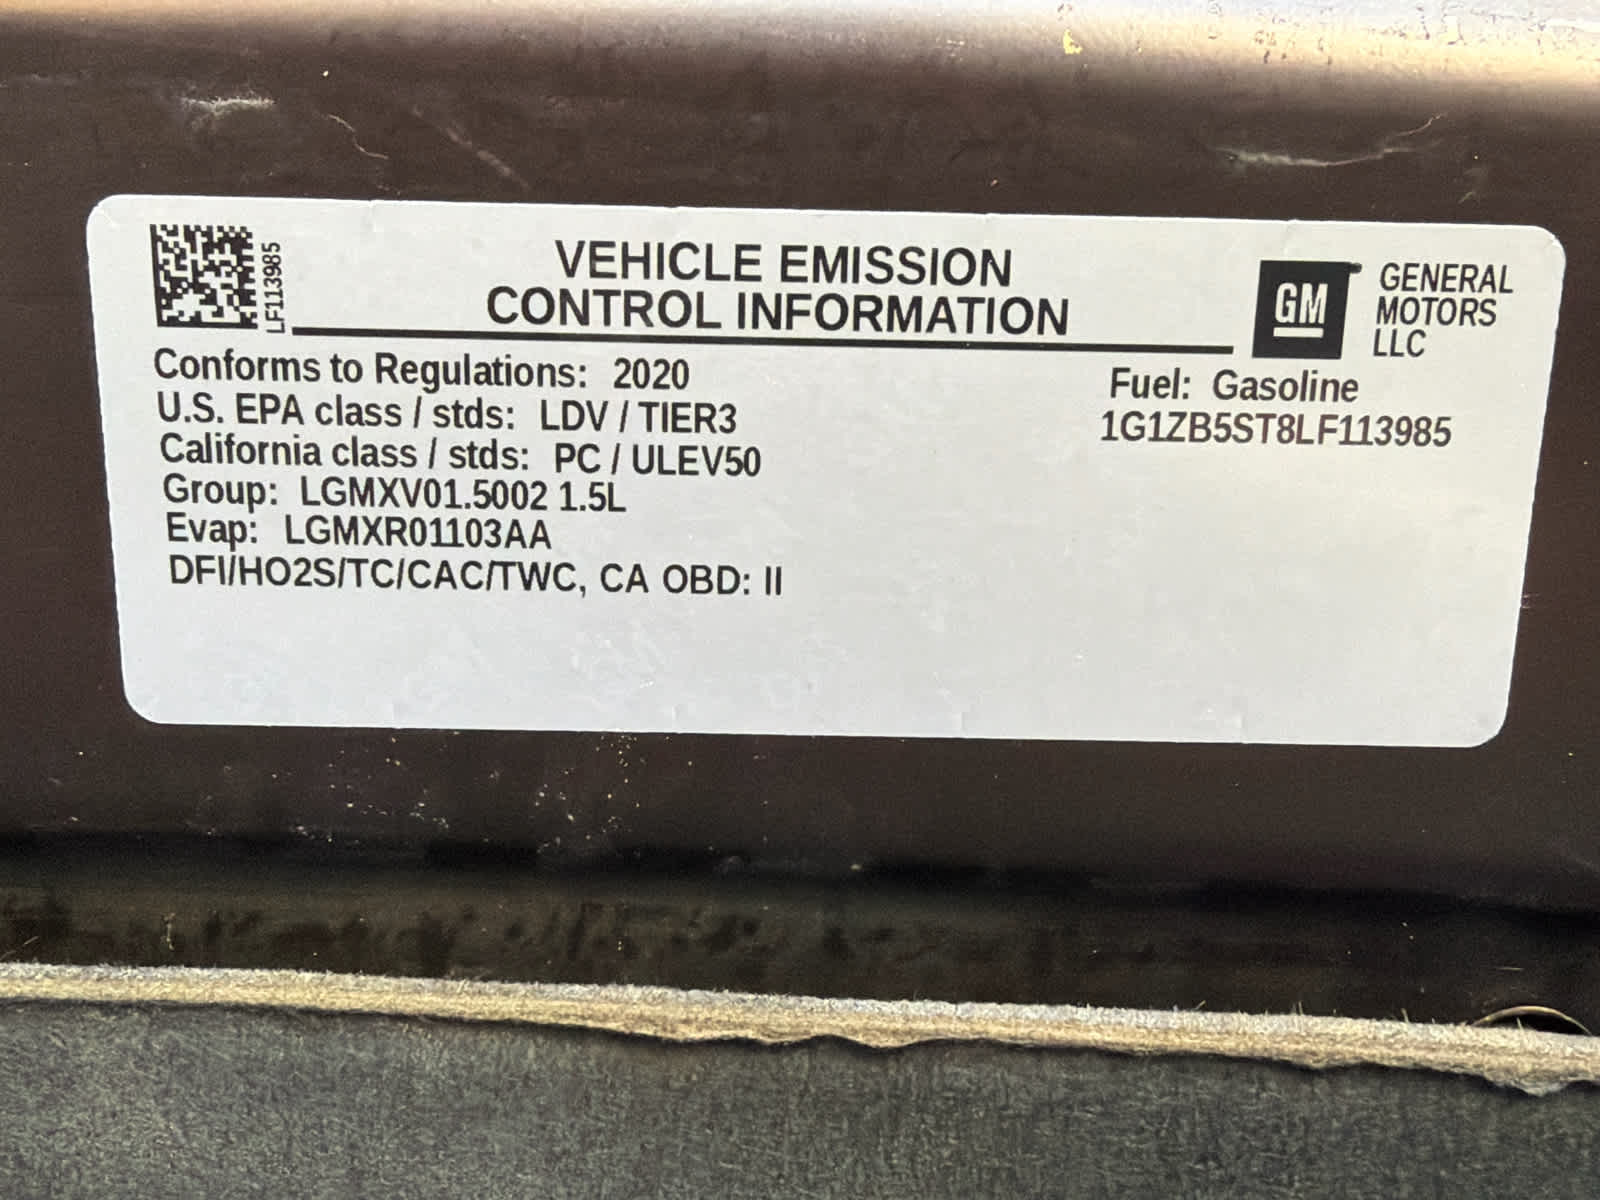 LF113985
VEHICLE EMISSION
CONTROL INFORMATION
GM
GENERAL
MOTORS
LLC
Conforms to Regulations: 2020
U.S. EPA class / stds: LDV / TIER3
California class / stds: PC / ULEV50
Group: LGMXV01.5002 1.5L
Evap: LGMXR01103AA
DFI/HO2S/TC/CAC/TWC, CA OBD: II
Fuel: Gasoline
1G1ZB5ST8LF113985